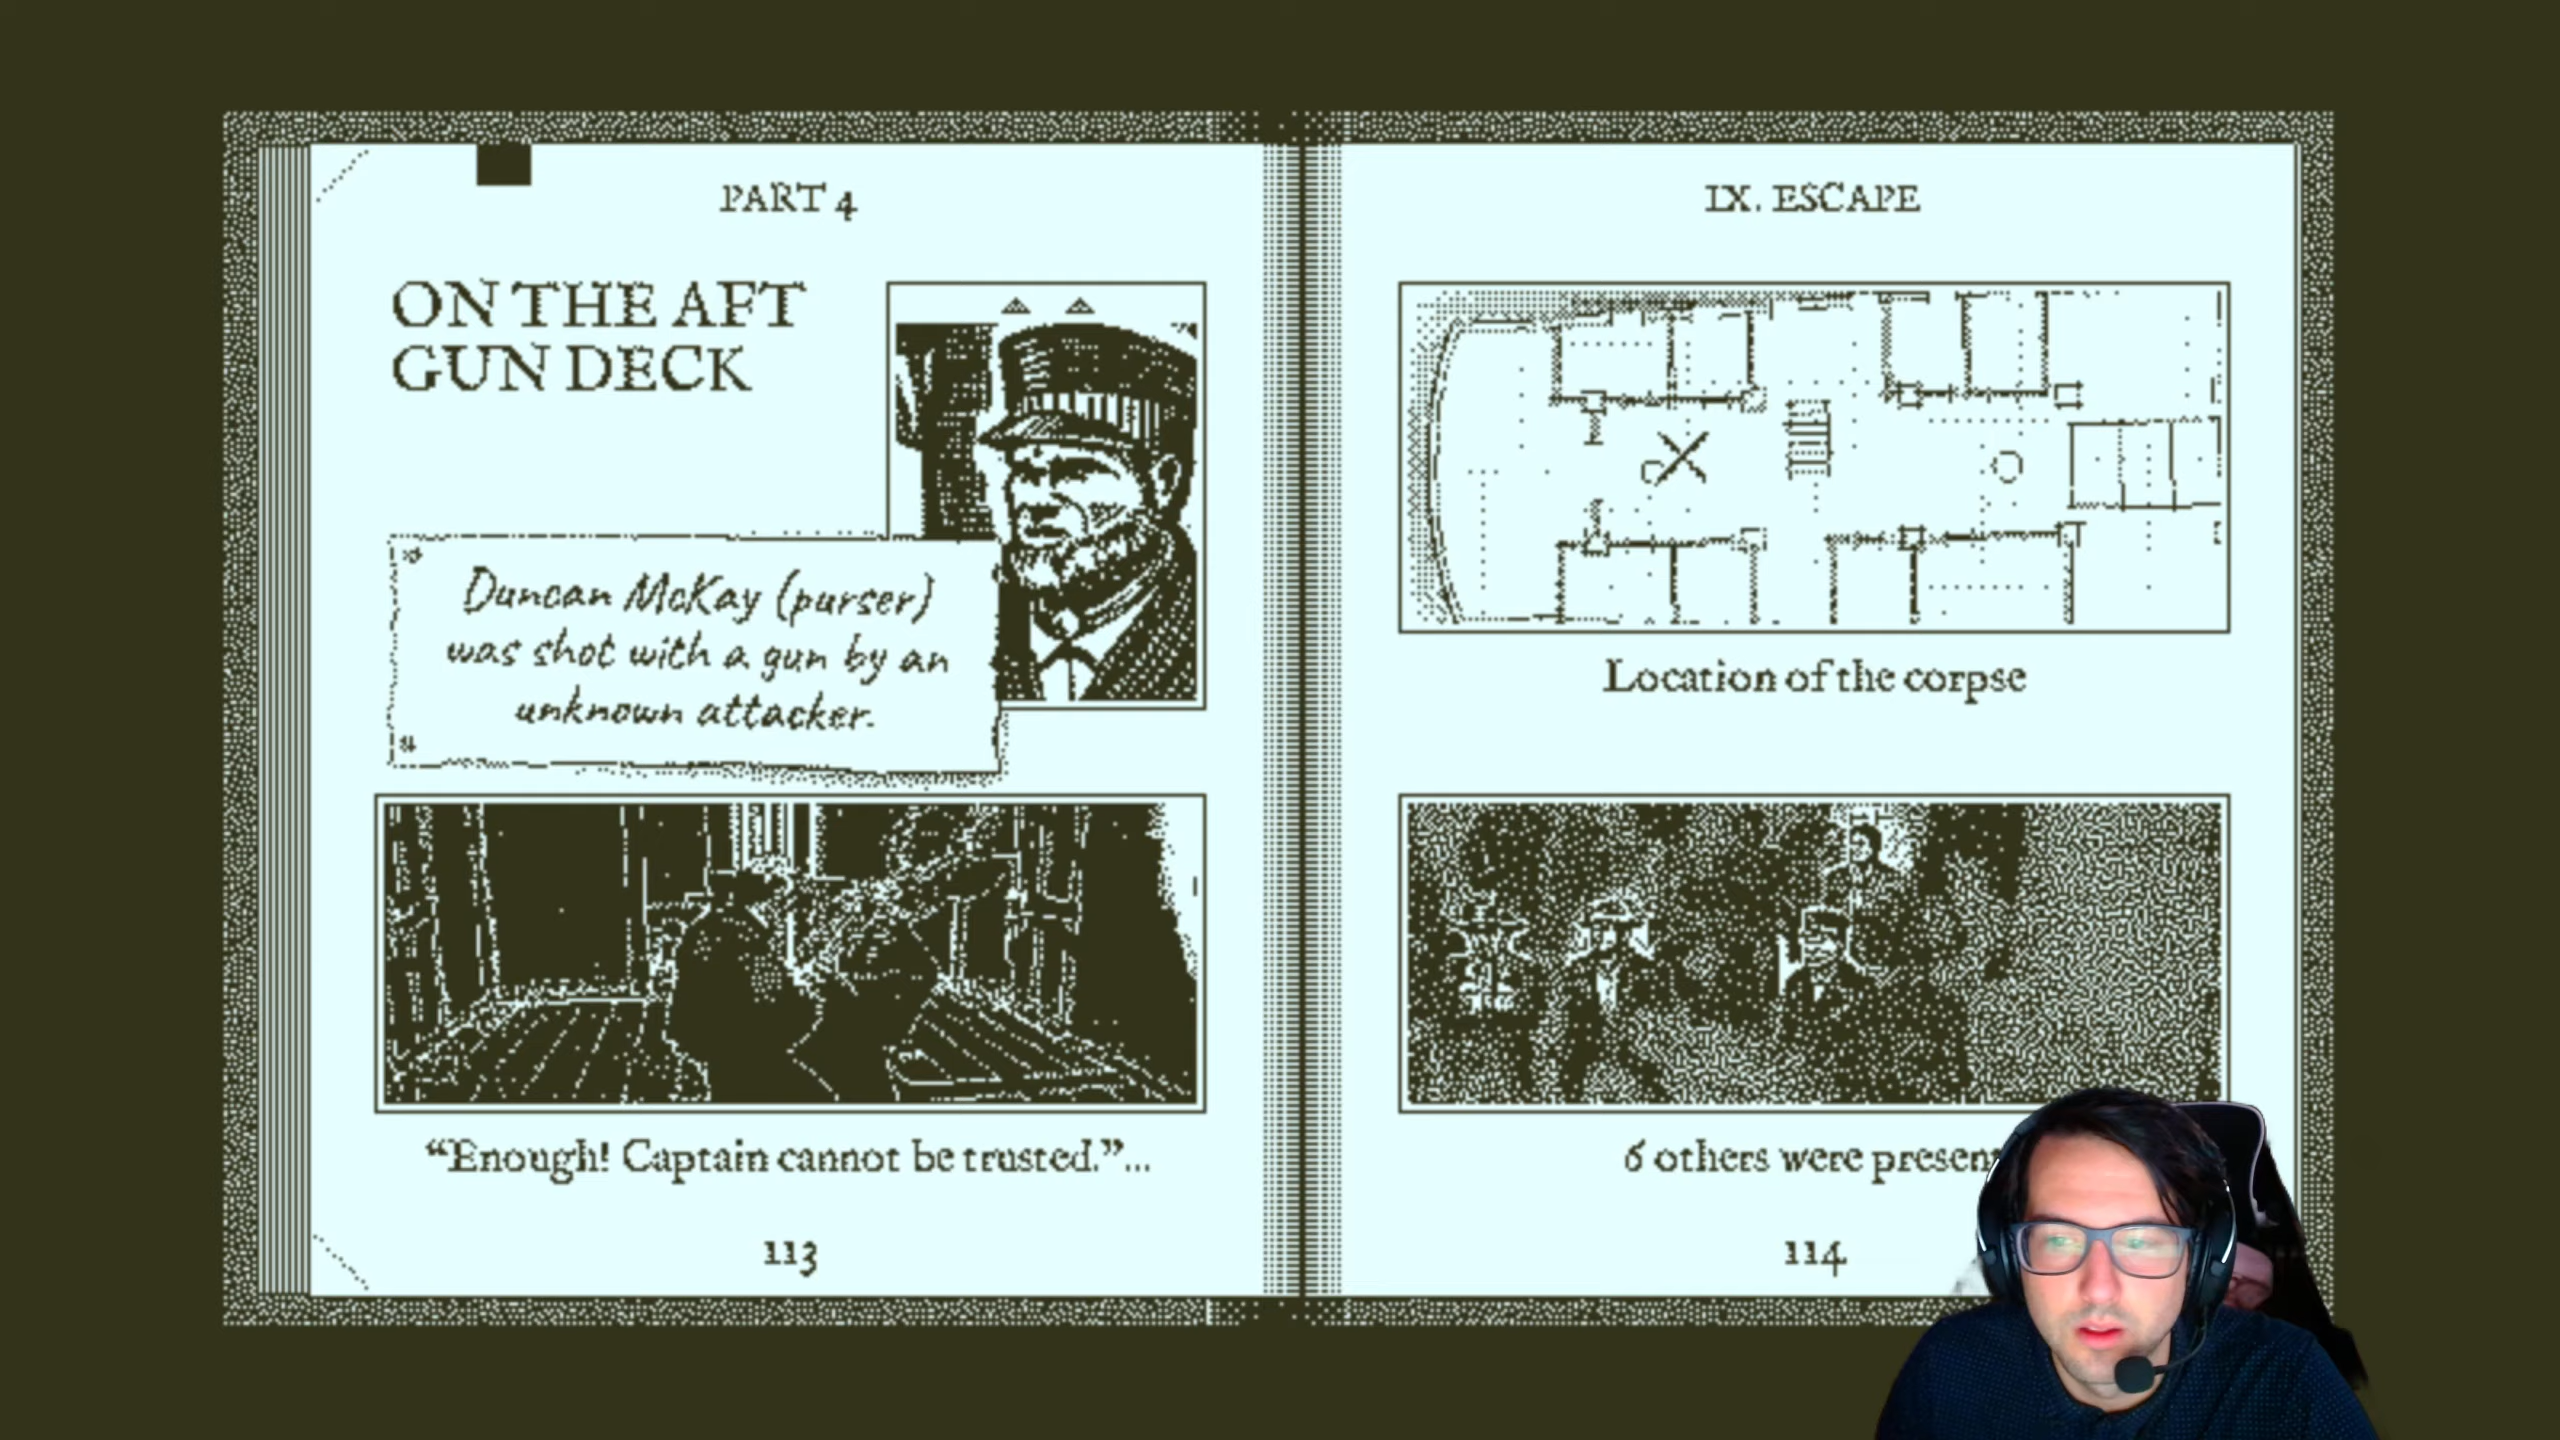 PART 4
ON THE AFT
GUN DECK
Duncan McKay (purser)
was shot with a gun by an
unknown attacker.
“Enough! Captain cannot be trusted.”...
113
IX. ESCAPE
Location of the corpse
6 others were present
114